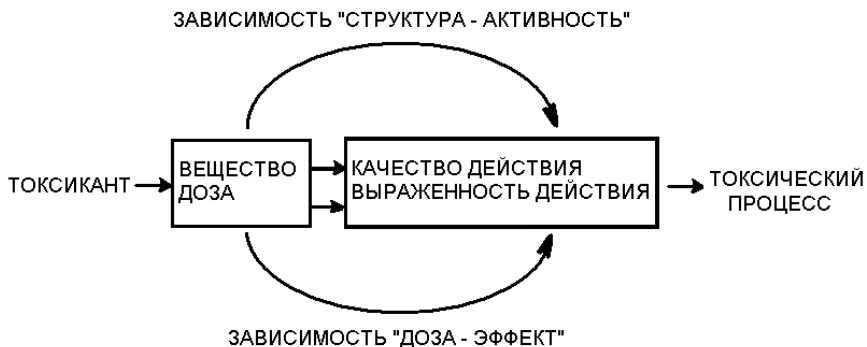 ЗАВИСИМОСТЬ "СТРУКТУРА - АКТИВНОСТЬ"
ТОКСИКАНТ
ВЕЩЕСТВО
ДОЗА
КАЧЕСТВО ДЕЙСТВИЯ
ВЫРАЖЕННОСТЬ ДЕЙСТВИЯ
ТОКСИЧЕСКИЙ
ПРОЦЕСС
ЗАВИСИМОСТЬ "ДОЗА - ЭФФЕКТ"